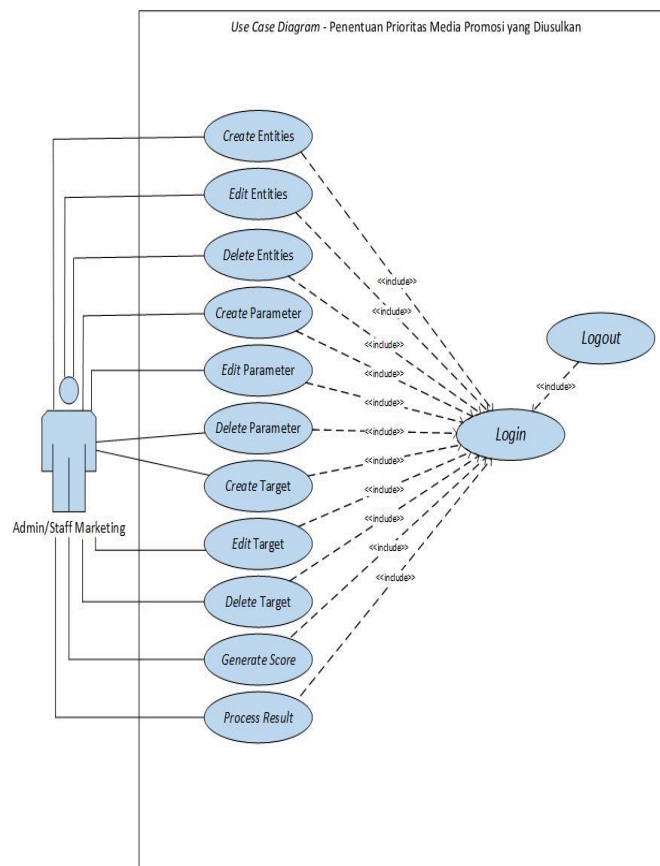 Use Case Diagram - Penentuan Prioritas Media Promosi yang Diusulkan
Create Entities
Edit Entities
Delete Entities
<<include>>
Create Parameter
<<include>>
Logout
<<include>>
Edit Parameter
<<include>>
<<include>>
<<include>>
Delete Parameter
<<include>>
Login
<<include>>
Create Target
<<include>>
Admin/Staff Marketing
Edit Target
<<include>>
<<include>>
<<include>>
Delete Target
Generate Score
Process Result